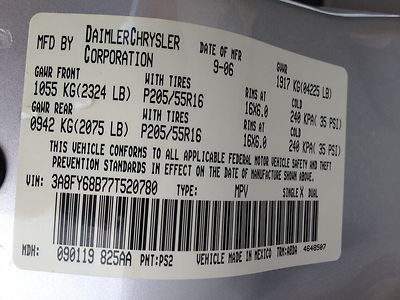 MFD BY DAIMLERCHRYSLER CORPORATION DATE OF MFR 9-06 GVWR 1917 KG(04225 LB)
GAWR FRONT WITH TIRES RIMS AT COLD
1055 KG(2324 LB) P205/55R16 16X6.0 240 KPA( 35 PSI)
GAWR REAR WITH TIRES RIMS AT COLD
0942 KG(2075 LB) P205/55R16 16X6.0 240 KPA( 35 PSI)
THIS VEHICLE CONFORMS TO ALL APPLICABLE FEDERAL MOTOR VEHICLE SAFETY AND THEFT
PREVENTION STANDARDS IN EFFECT ON THE DATE OF MANUFACTURE SHOWN ABOVE.
VIN: 3A8FY68B77T520780 TYPE: MPV SINGLE X DUAL
MDH: 090119 825AA PNT:PS2 VEHICLE MADE IN MEXICO TRM:ABDA 4648507